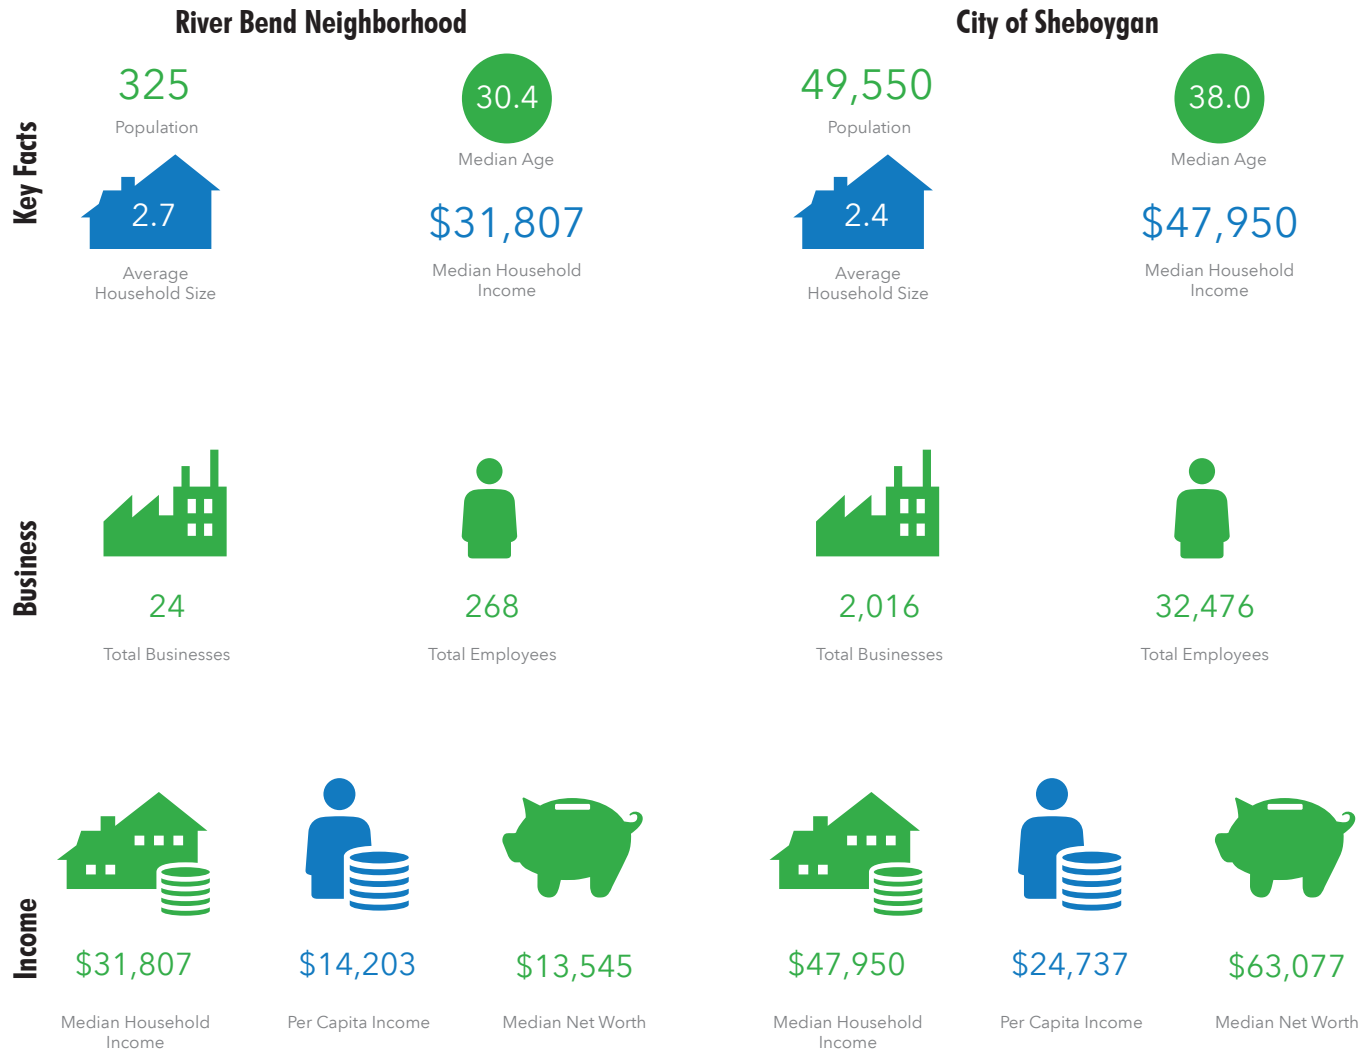 River Bend Neighborhood
City of Sheboygan
Key Facts
325
Population
30.4
Median Age
2.7
Average
Household Size
$31,807
Median Household
Income
49,550
Population
38.0
Median Age
2.4
Average
Household Size
$47,950
Median Household
Income
Business
24
Total Businesses
268
Total Employees
2,016
Total Businesses
32,476
Total Employees
Income
$31,807
Median Household
Income
$14,203
Per Capita Income
$13,545
Median Net Worth
$47,950
Median Household
Income
$24,737
Per Capita Income
$63,077
Median Net Worth